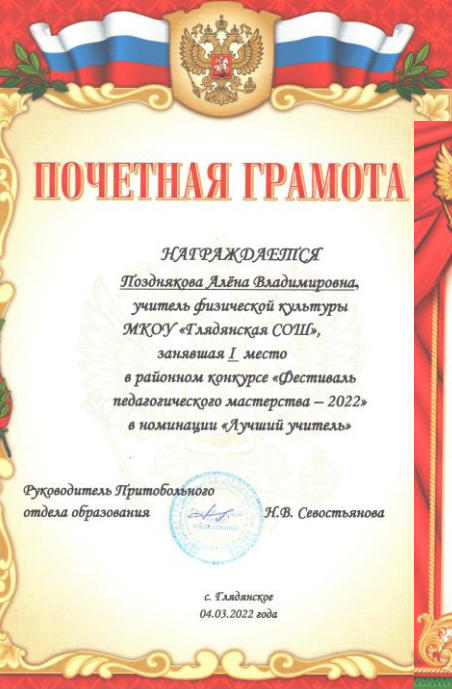 ПОЧЕТНАЯ ГРАМОТА
НАГРАЖДАЕТСЯ
Позднякова Алёна Владимировна,
учитель физической культуры
МКОУ «Глядянская СОШ»,
занявшая I место
в районном конкурсе «Фестиваль
педагогического мастерства – 2022»
в номинации «Лучший учитель»
Руководитель Притобольного
отдела образования Н.В. Севостьянова
с. Глядянское
04.03.2022 года